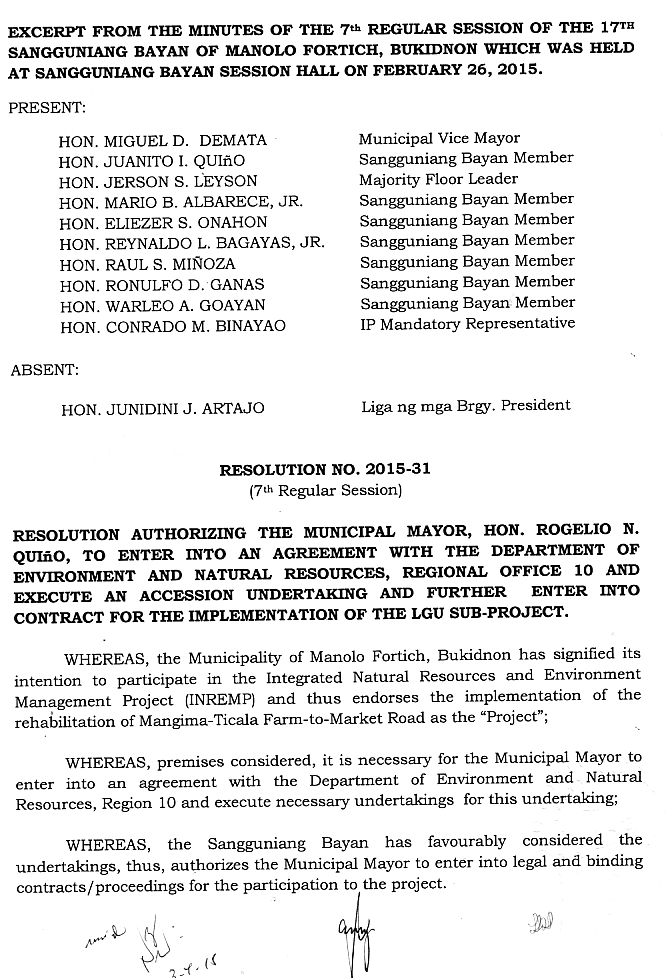 EXCERPT FROM THE MINUTES OF THE 7th REGULAR SESSION OF THE 17TH
SANGGUNIANG BAYAN OF MANOLO FORTICH, BUKIDNON WHICH WAS HELD
AT SANGGUNIANG BAYAN SESSION HALL ON FEBRUARY 26, 2015.
PRESENT:
HON. MIGUEL D. DEMATA Municipal Vice Mayor
HON. JUANITO I. QUIñO Sangguniang Bayan Member
HON. JERSON S. LEYSON Majority Floor Leader
HON. MARIO B. ALBARECE, JR. Sangguniang Bayan Member
HON. ELIEZER S. ONAHON Sangguniang Bayan Member
HON. REYNALDO L. BAGAYAS, JR. Sangguniang Bayan Member
HON. RAUL S. MIÑOZA Sangguniang Bayan Member
HON. RONULFO D. GANAS Sangguniang Bayan Member
HON. WARLEO A. GOAYAN Sangguniang Bayan Member
HON. CONRADO M. BINAYAO IP Mandatory Representative
ABSENT:
HON. JUNIDINI J. ARTAJO Liga ng mga Brgy. President
RESOLUTION NO. 2015-31
(7th Regular Session)
RESOLUTION AUTHORIZING THE MUNICIPAL MAYOR, HON. ROGELIO N.
QUIñO, TO ENTER INTO AN AGREEMENT WITH THE DEPARTMENT OF
ENVIRONMENT AND NATURAL RESOURCES, REGIONAL OFFICE 10 AND
EXECUTE AN ACCESSION UNDERTAKING AND FURTHER ENTER INTO
CONTRACT FOR THE IMPLEMENTATION OF THE LGU SUB-PROJECT.
WHEREAS, the Municipality of Manolo Fortich, Bukidnon has signified its
intention to participate in the Integrated Natural Resources and Environment
Management Project (INREMP) and thus endorses the implementation of the
rehabilitation of Mangima-Ticala Farm-to-Market Road as the “Project”;
WHEREAS, premises considered, it is necessary for the Municipal Mayor to
enter into an agreement with the Department of Environment and Natural
Resources, Region 10 and execute necessary undertakings for this undertaking;
WHEREAS, the Sangguniang Bayan has favourably considered the
undertakings, thus, authorizes the Municipal Mayor to enter into legal and binding
contracts/proceedings for the participation to the project.